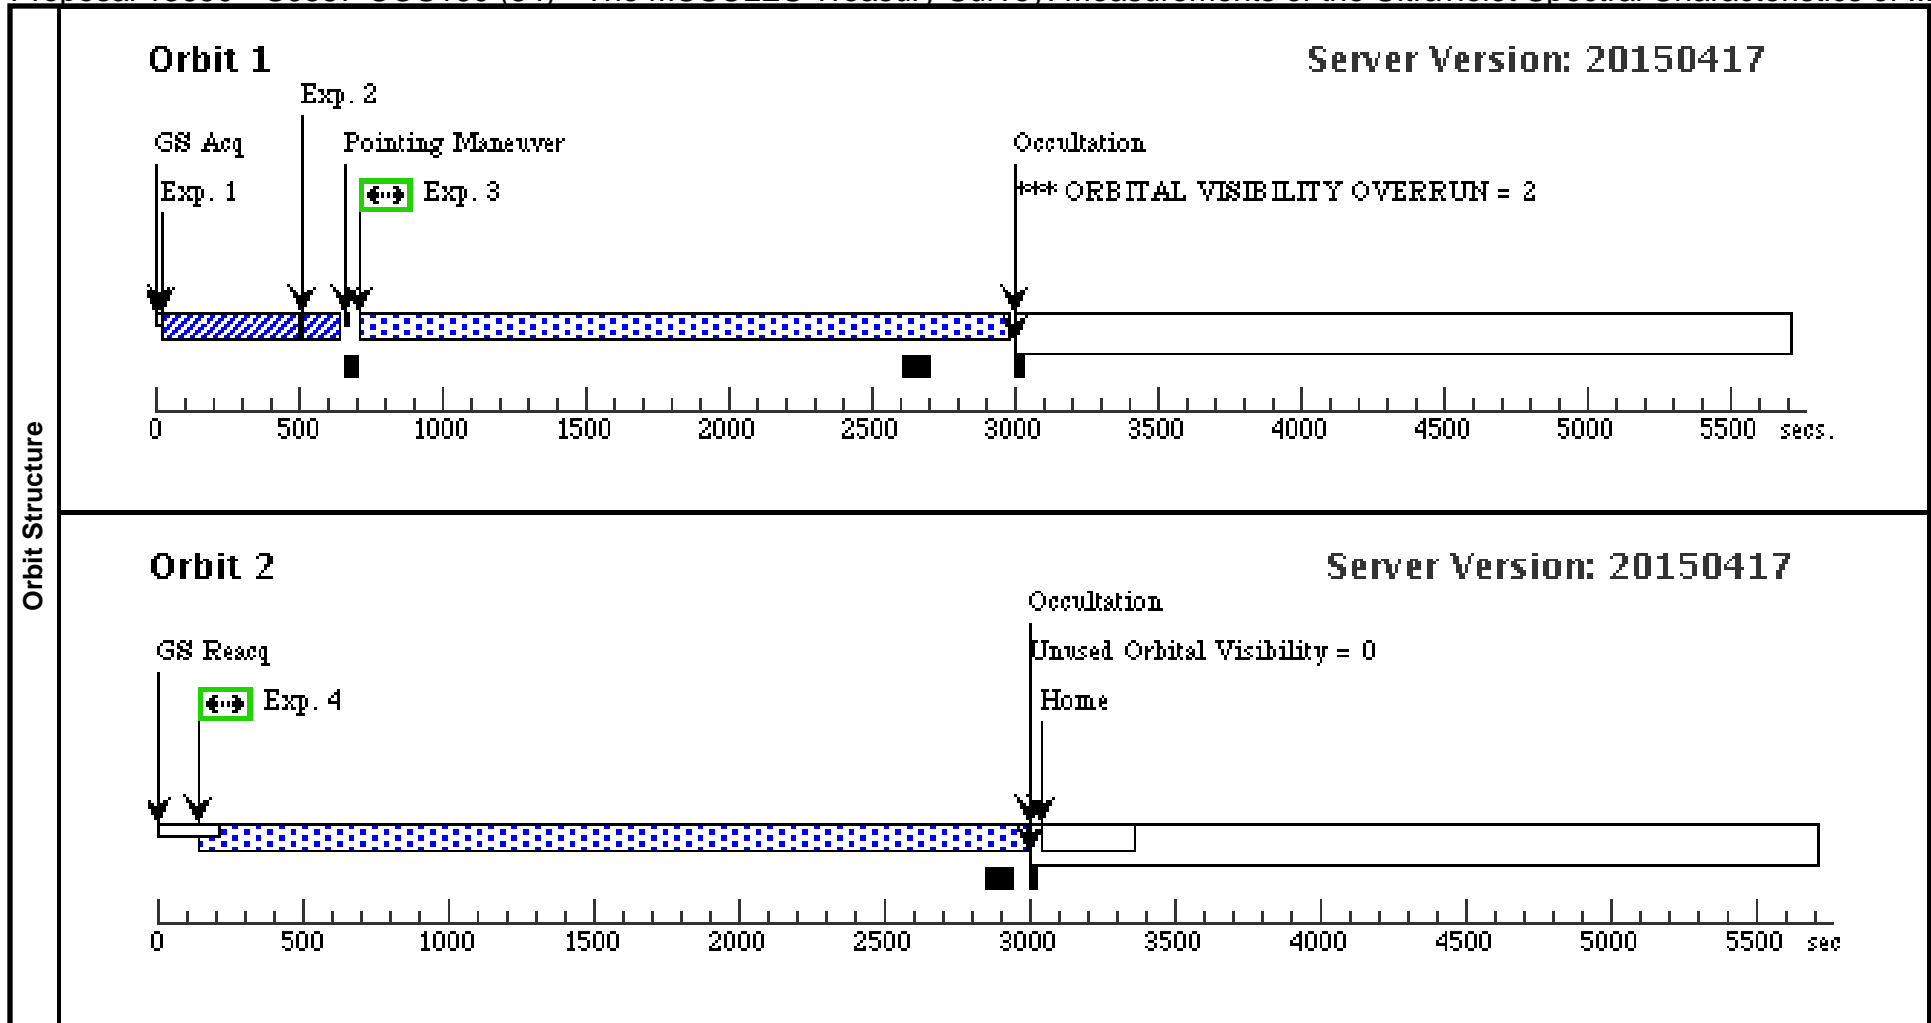 Orbit Structure
Orbit 1
Server Version: 20150417
Exp. 2
GS Acq
Pointing Maneuver
Occultation
Exp. 1
Exp. 3
*** ORBITAL VISIBILITY OVERRUN = 2
0 500 1000 1500 2000 2500 3000 3500 4000 4500 5000 5500 secs.
Orbit 2
Server Version: 20150417
Occultation
GS Reacq
Unused Orbital Visibility = 0
Exp. 4
Home
0 500 1000 1500 2000 2500 3000 3500 4000 4500 5000 5500 sec